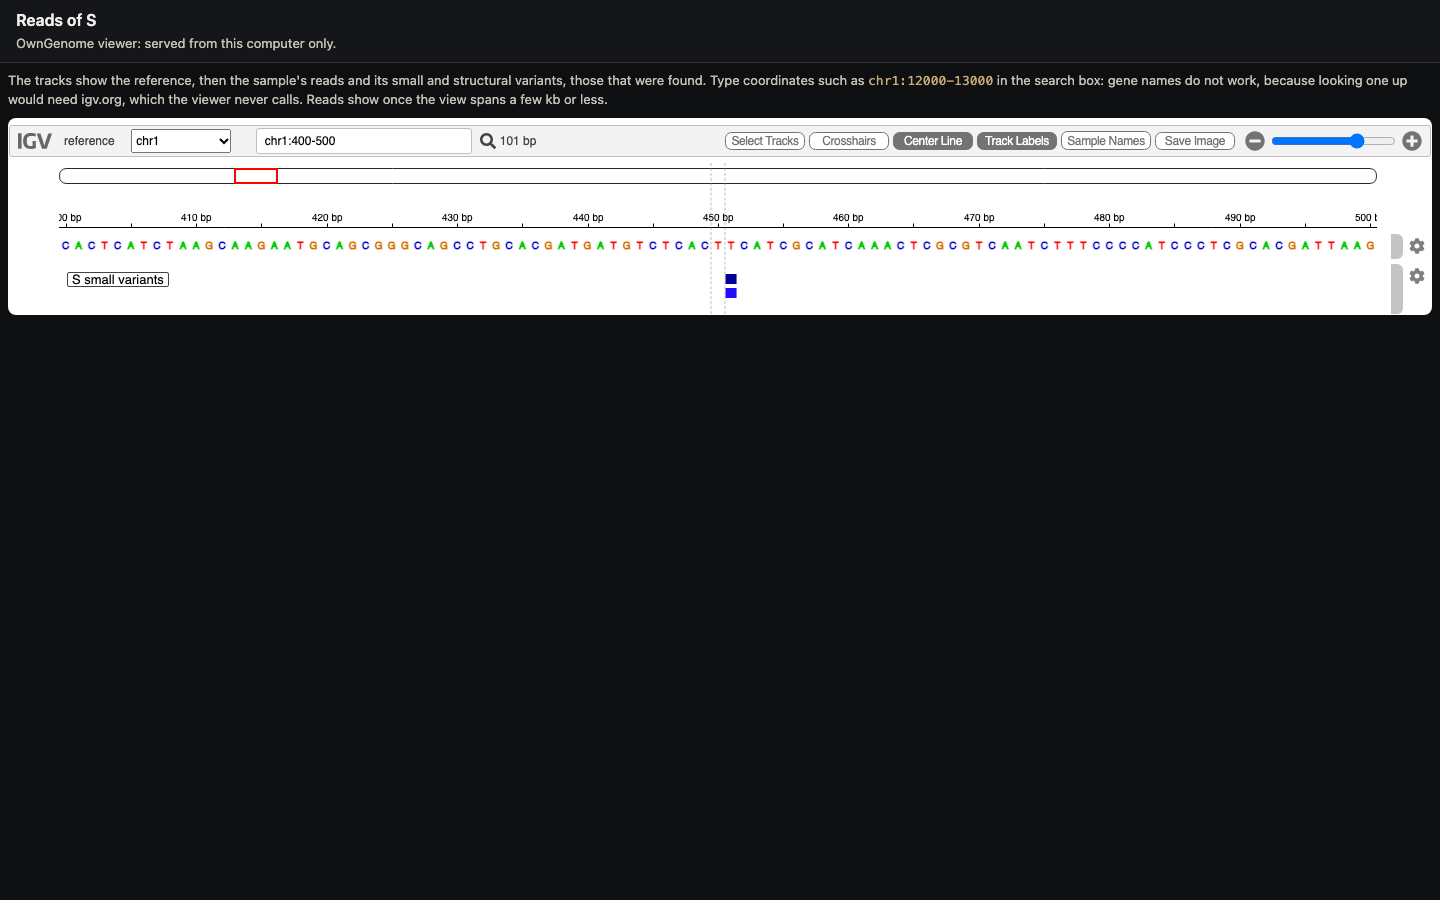 Reads of S
OwnGenome viewer: served from this computer only.
The tracks show the reference, then the sample's reads and its small and structural variants, those that were found. Type coordinates such as chr1:12000–13000 in the search box: gene names do not work, because looking one up
would need igv.org, which the viewer never calls. Reads show once the view spans a few kb or less.
IGV reference chr1 chr1:400-500 101 bp Select Tracks Crosshairs Center Line Track Labels Sample Names Save Image
410 bp 420 bp 430 bp 440 bp 450 bp 460 bp 470 bp 480 bp 490 bp
C A C T C A T C T A A G C A A G A A T G C A G C G G G C A G C C T G C A C G A T G A T G T C T C A C T T C A T C G C A T C A A A C T C G C G T C A A T C T T T C C C C A T C C C T C G C A C G A T T A A G
S small variants